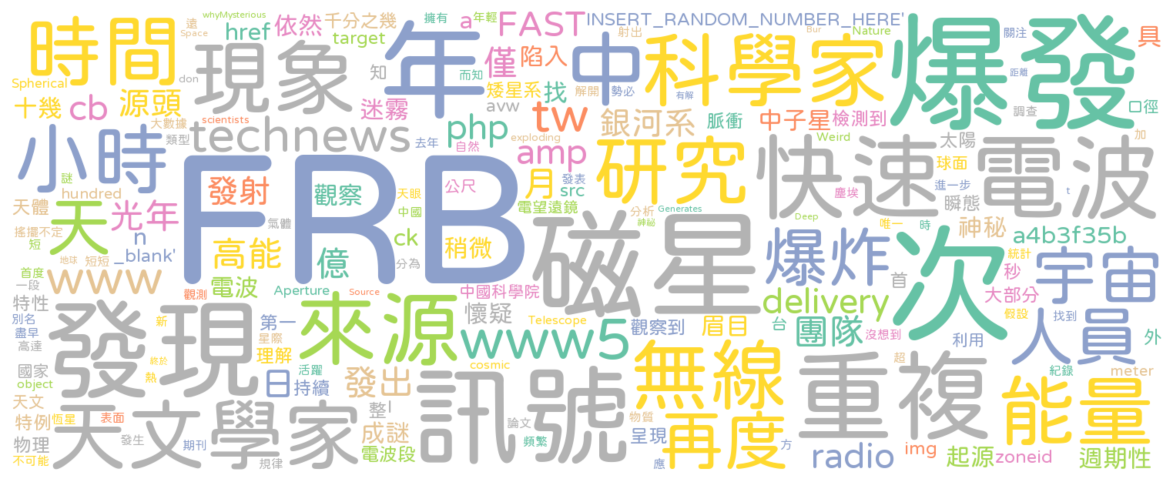 whyMysterious 擁有 年輕 射出 Bur 關注
Space a FAST INSERT_RANDOM_NUMBER_HERE' Nature 具
時間 現象 href 依然 千分之幾 年 僅 陷入 中 科學家 爆發
遠 target 而知 矮星系 找 解開 勢必 有解 距離 調查 口徑
Spherical don 知 迷霧 avw
十幾 cb 源頭 tw 銀河系 脈衝 中子星 檢測到
大數據 scientists 類型 technews 去年 php exploding 自然 Weird 太陽 加
小時 FRB amp 研究 快速 電波 球面
謎 發射 觀察 天眼 公尺 月 src 發表 塵埃 進一步 瞬態 t
hundred 天體 天 光年 中國 電望遠鏡 分析 神祕 Generates Deep 唯一 時 神秘
搖擺不定 短 n 氣體 ck 稍微 磁星 爆炸 次 統計 a4b3f35b
地球 短短 _blank' 高能 億 分為 首 秒 宇宙
首度 www 觀測 電波 Aperture Source 中國科學院 delivery 大部分 假設
一段 特性 別名 盡早 發現 第一 新 星際 來源 懷疑 Telescope www5 觀察到 眉目 台 團隊 沒想到 找到 利用 人員 外
高達 理解 活躍 cosmic 無線 重複 超 紀錄 meter
國家 object 熱 日 持續 發出 訊號 物質 能量
天文 特例 恆星 表面 天文學家 整 l 成謎 論文 呈現 再度 方
物理 發生 期刊 電波段 頻繁 radio img 起源 zoneid 週期性
不可能 規律 應